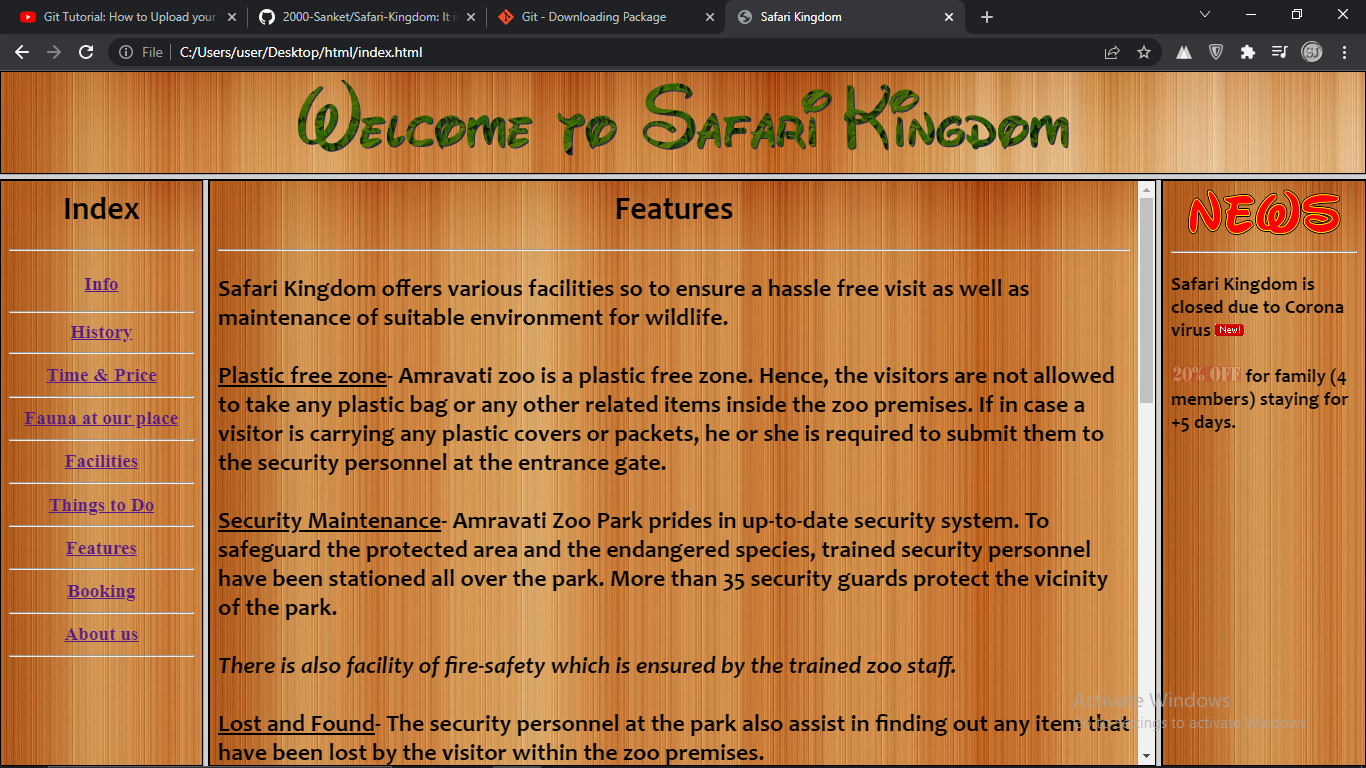 Git Tutorial: How to Upload your
2000-Sanket/Safari-Kingdom: It is
Git - Downloading Package
Safari Kingdom
File
C:/Users/user/Desktop/html/index.html
Welcome to Safari Kingdom
Index
Info
History
Time & Price
Fauna at our place
Facilities
Things to Do
Features
Booking
About us
Features
Safari Kingdom offers various facilities so to ensure a hassle free visit as well as
maintenance of suitable environment for wildlife.
Plastic free zone- Amravati zoo is a plastic free zone. Hence, the visitors are not allowed
to take any plastic bag or any other related items inside the zoo premises. If in case a
visitor is carrying any plastic covers or packets, he or she is required to submit them to
the security personnel at the entrance gate.
Security Maintenance- Amravati Zoo Park prides in up-to-date security system. To
safeguard the protected area and the endangered species, trained security personnel
have been stationed all over the park. More than 35 security guards protect the vicinity
of the park.
There is also facility of fire-safety which is ensured by the trained zoo staff.
Lost and Found- The security personnel at the park also assist in finding out any item that
have been lost by the visitor within the zoo premises.
NEWS
Safari Kingdom is
closed due to Corona
virus New!
20% OFF for family (4
members) staying for
+5 days.
Activate Windows
to activate Windows.